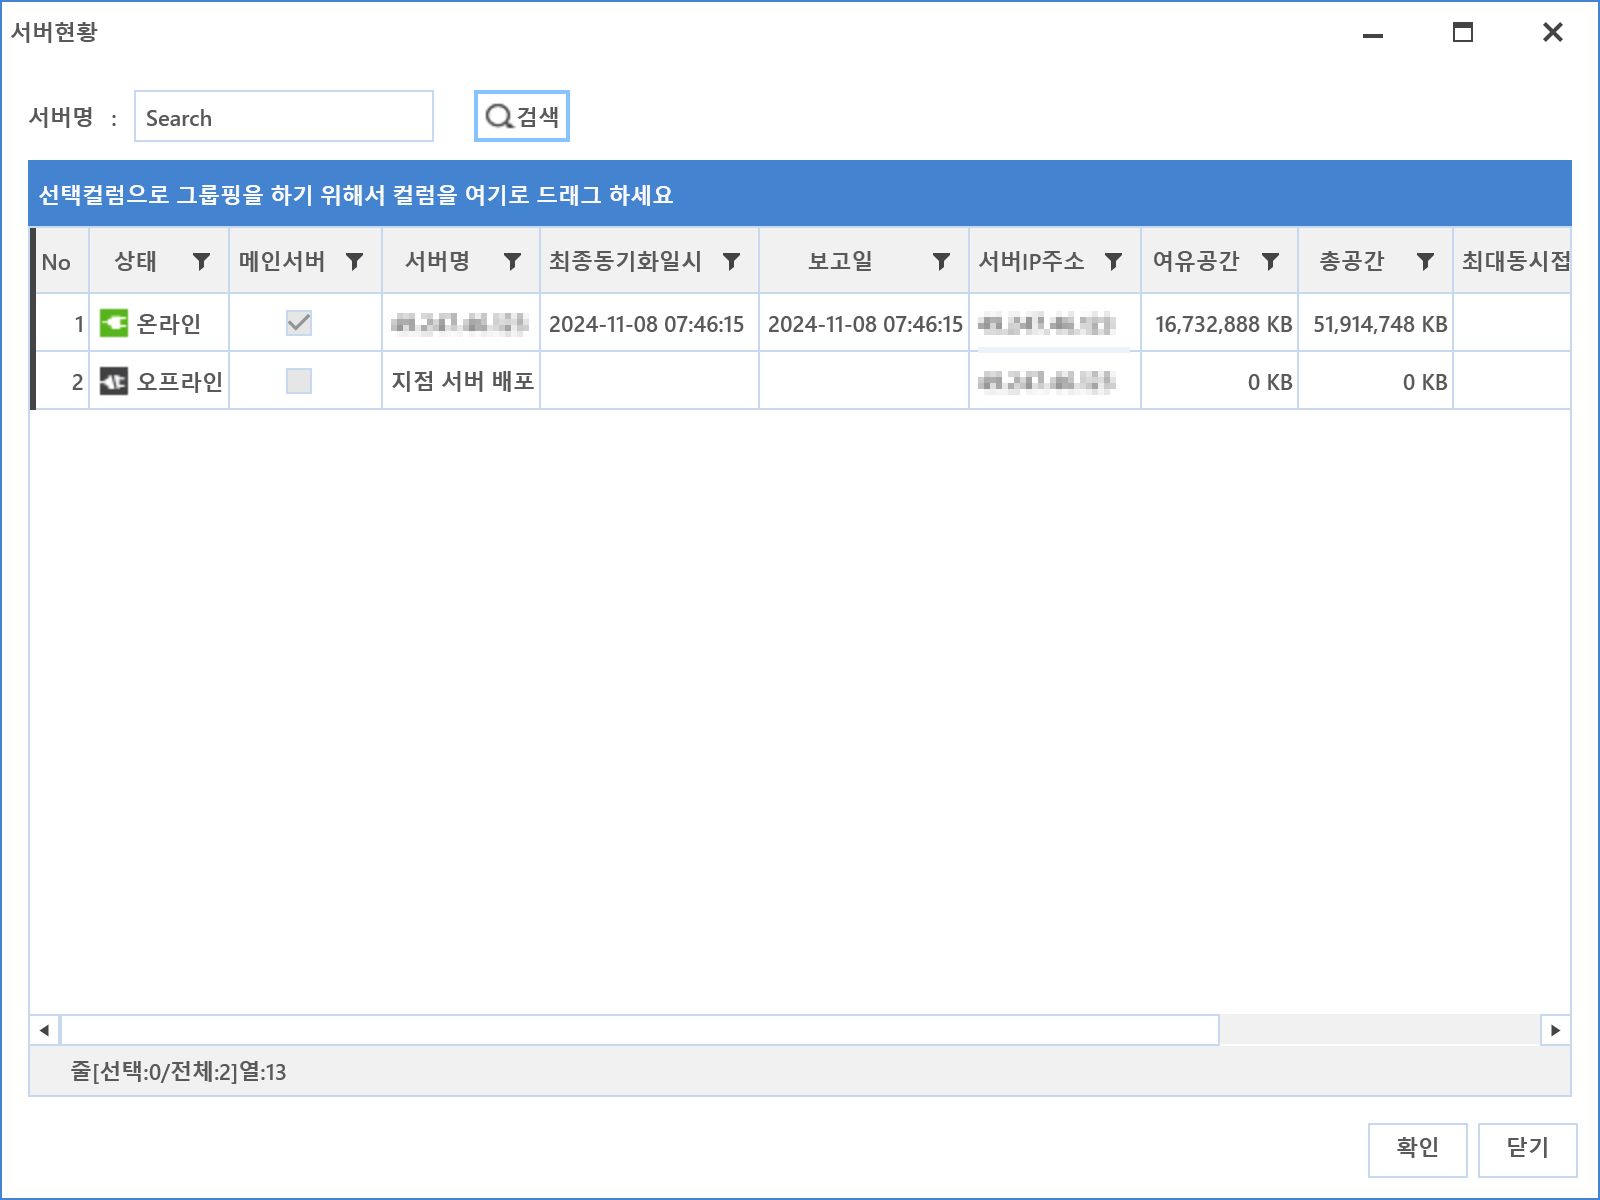 서버현황
서버명 : Search 검색
선택컬럼으로 그룹핑을 하기 위해서 컬럼을 여기로 드래그 하세요
No 상태 메인서버 서버명 최종동기화일시 보고일 서버IP주소 여유공간 총공간 최대동시접
1 온라인 2024-11-08 07:46:15 2024-11-08 07:46:15 16,732,888 KB 51,914,748 KB
2 오프라인 지점 서버 배포 0 KB 0 KB
줄[선택:0/전체:2]열:13
확인 닫기